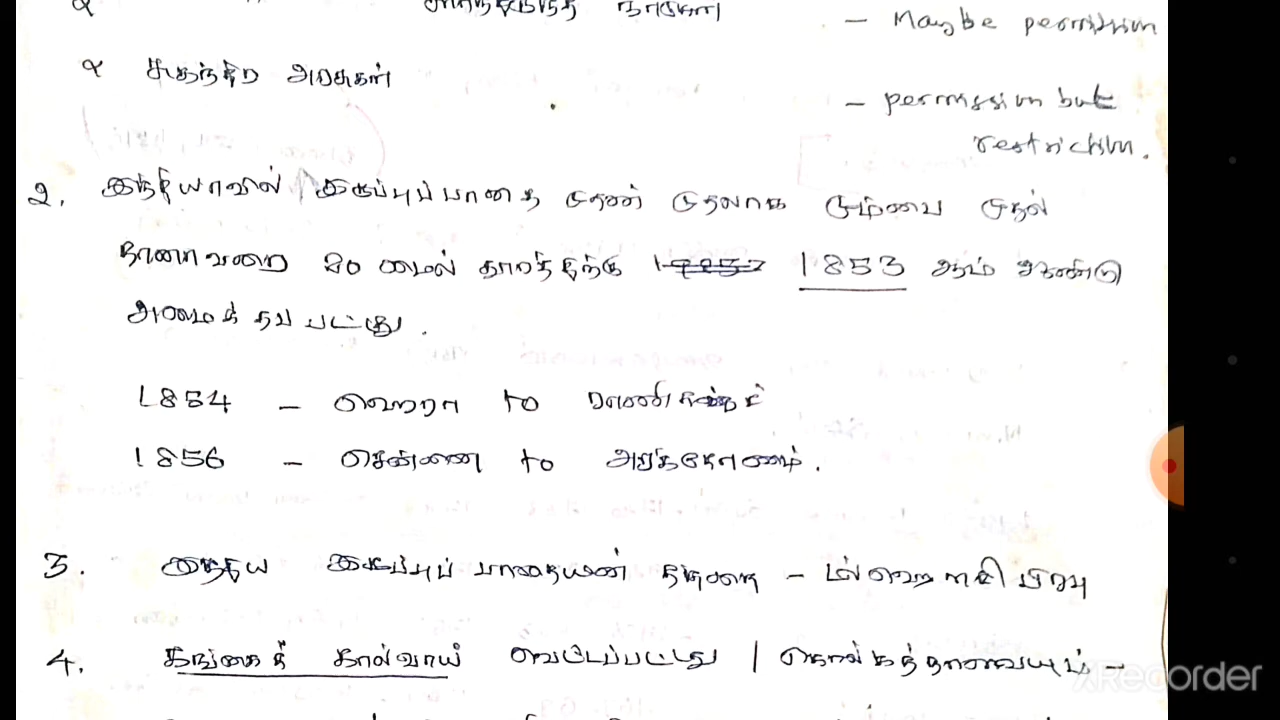 நாடுகள் - Maybe permission
சுதந்திர அரசுகள்
- permission but
restriction.
2. இந்தியாவில் இருப்புப்பாதை முதன் முதலாக மும்பை முதல்
தானாவரை 20 மைல் தூரத்திற்கு 1853 ஆம் ஆண்டு
அமைக்கப்பட்டது.
1854 - ஹௌரா to ராணிகஞ்ச்
1856 - சென்னை to அரக்கோணம்.
3. இந்திய இருப்புப்பாதையின் தந்தை - டல்ஹௌசி பிரபு
4. கங்கைக் கால்வாய் வெட்டப்பட்டது / கொல்கத்தாவையும் -
XRecorder